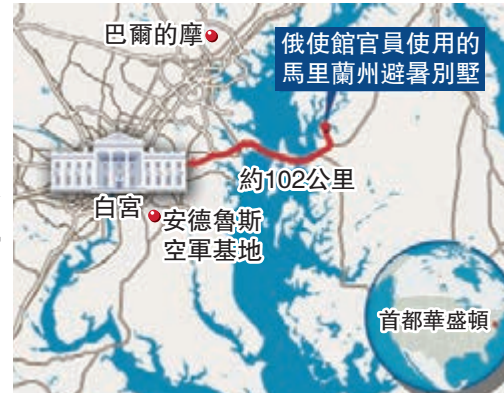 巴爾的摩
俄使館官員使用的
馬里蘭州避暑別墅
約102公里
白宮
安德魯斯
空軍基地
首都華盛頓